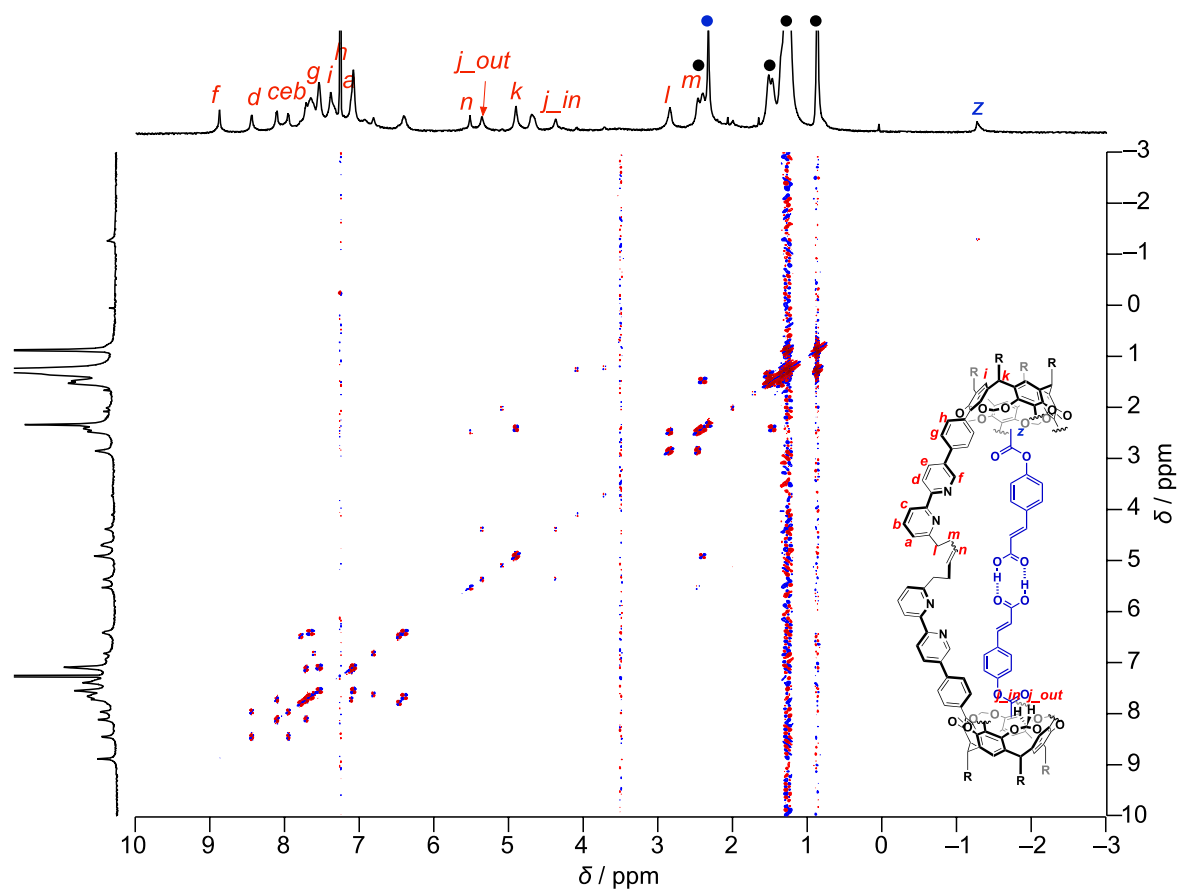 f d ceb g i h a n j_out k j_in l m z
–3
–2
–1
0
1
2
3
4
5
6
7
8
9
10
δ / ppm
10 9 8 7 6 5 4 3 2 1 0 –1 –2 –3
δ / ppm
R
R i k R R
h O O O O O O
g z
O O
e f
d N
c
b N
a m
l n
O O
H H
O O
N
N N
O O
j_in j_out
H H
O O O O O O
R R R